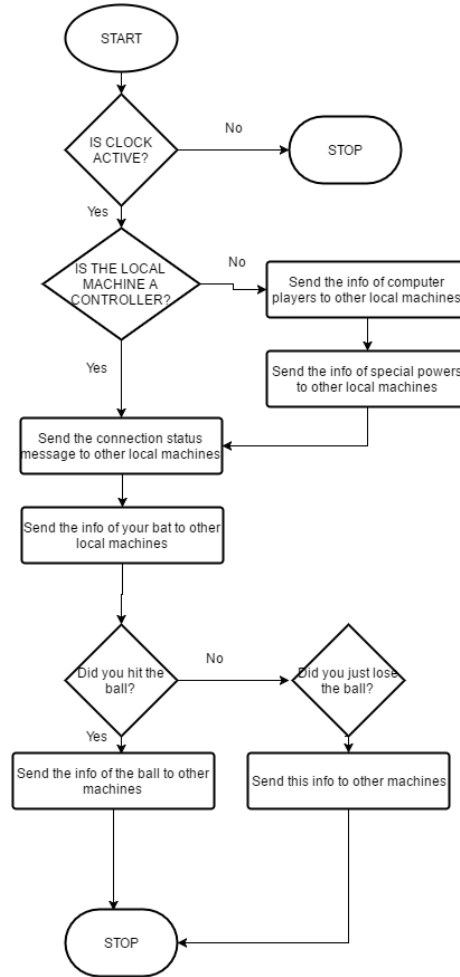 START
IS CLOCK
ACTIVE?
No
STOP
Yes
IS THE LOCAL
MACHINE A
CONTROLLER?
No
Send the info of computer
players to other local machines
Yes
Send the info of special powers
to other local machines
Send the connection status
message to other local machines
Send the info of your bat to other
local machines
Did you hit the
ball?
No
Did you just lose
the ball?
Yes
Send the info of the ball to other
machines
Send this info to other machines
STOP